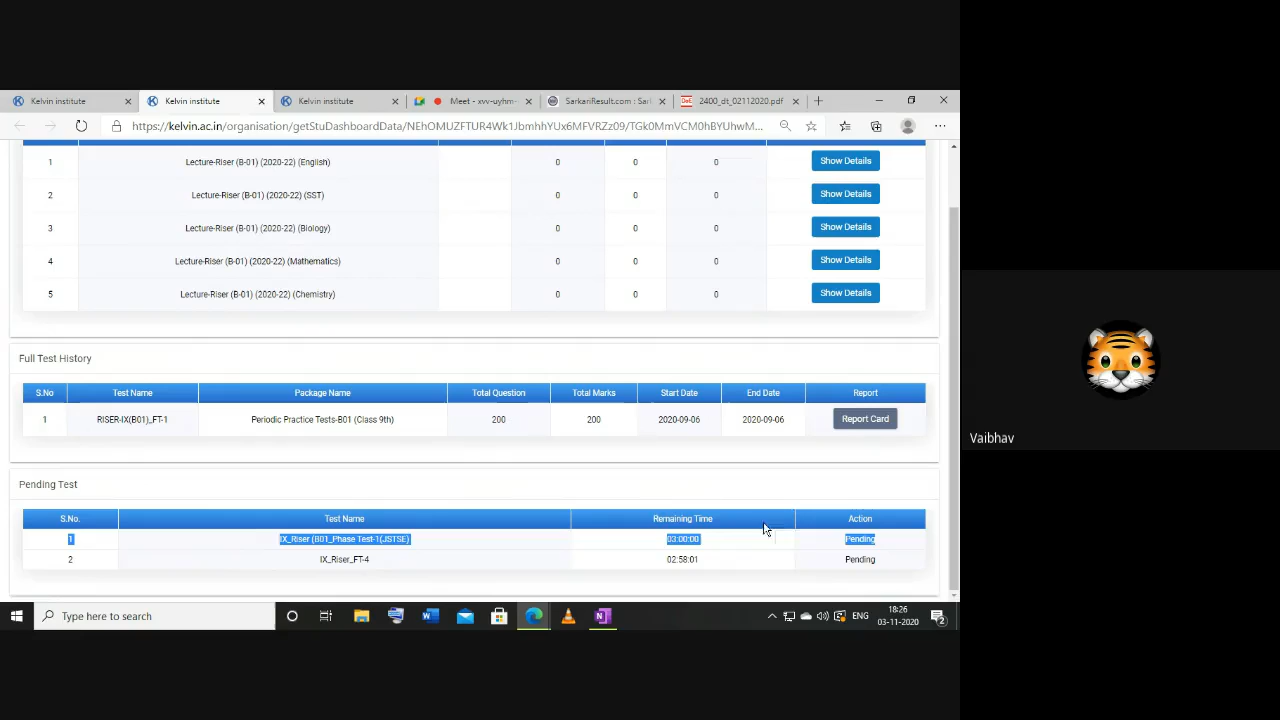 Kelvin institute
Kelvin institute
Kelvin institute
Meet - xvv-uyhm-
SarkariResult.com : Sark
2400_dt_02112020.pdf
https://kelvin.ac.in/organisation/getStuDashboardData/NEhOMUZFTUR4Wk1JbmhhYUx6MFVRZz09/TGk0MmVCM0hBYUhwM...
1 Lecture-Riser (B-01) (2020-22) (English) 0 0 0 Show Details
2 Lecture-Riser (B-01) (2020-22) (SST) 0 0 0 Show Details
3 Lecture-Riser (B-01) (2020-22) (Biology) 0 0 0 Show Details
4 Lecture-Riser (B-01) (2020-22) (Mathematics) 0 0 0 Show Details
5 Lecture-Riser (B-01) (2020-22) (Chemistry) 0 0 0 Show Details
Full Test History
S.No Test Name Package Name Total Question Total Marks Start Date End Date Report
1 RISER-IX(B01)_FT-1 Periodic Practice Tests-B01 (Class 9th) 200 200 2020-09-06 2020-09-06 Report Card
Vaibhav
Pending Test
S.No. Test Name Remaining Time Action
1 IX_Riser (B01_Phase Test-1(JSTSE) 03:00:00 Pending
2 IX_Riser_FT-4 02:58:01 Pending
Type here to search
ENG
18:26
03-11-2020
2